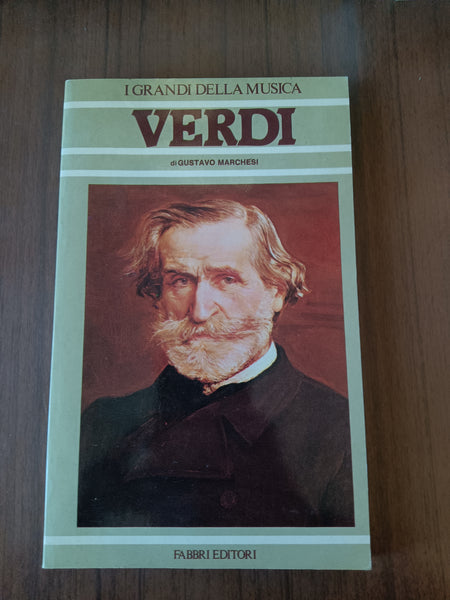 I GRANDI DELLA MUSICA
VERDI
di GUSTAVO MARCHESI
FABBRI EDITORI